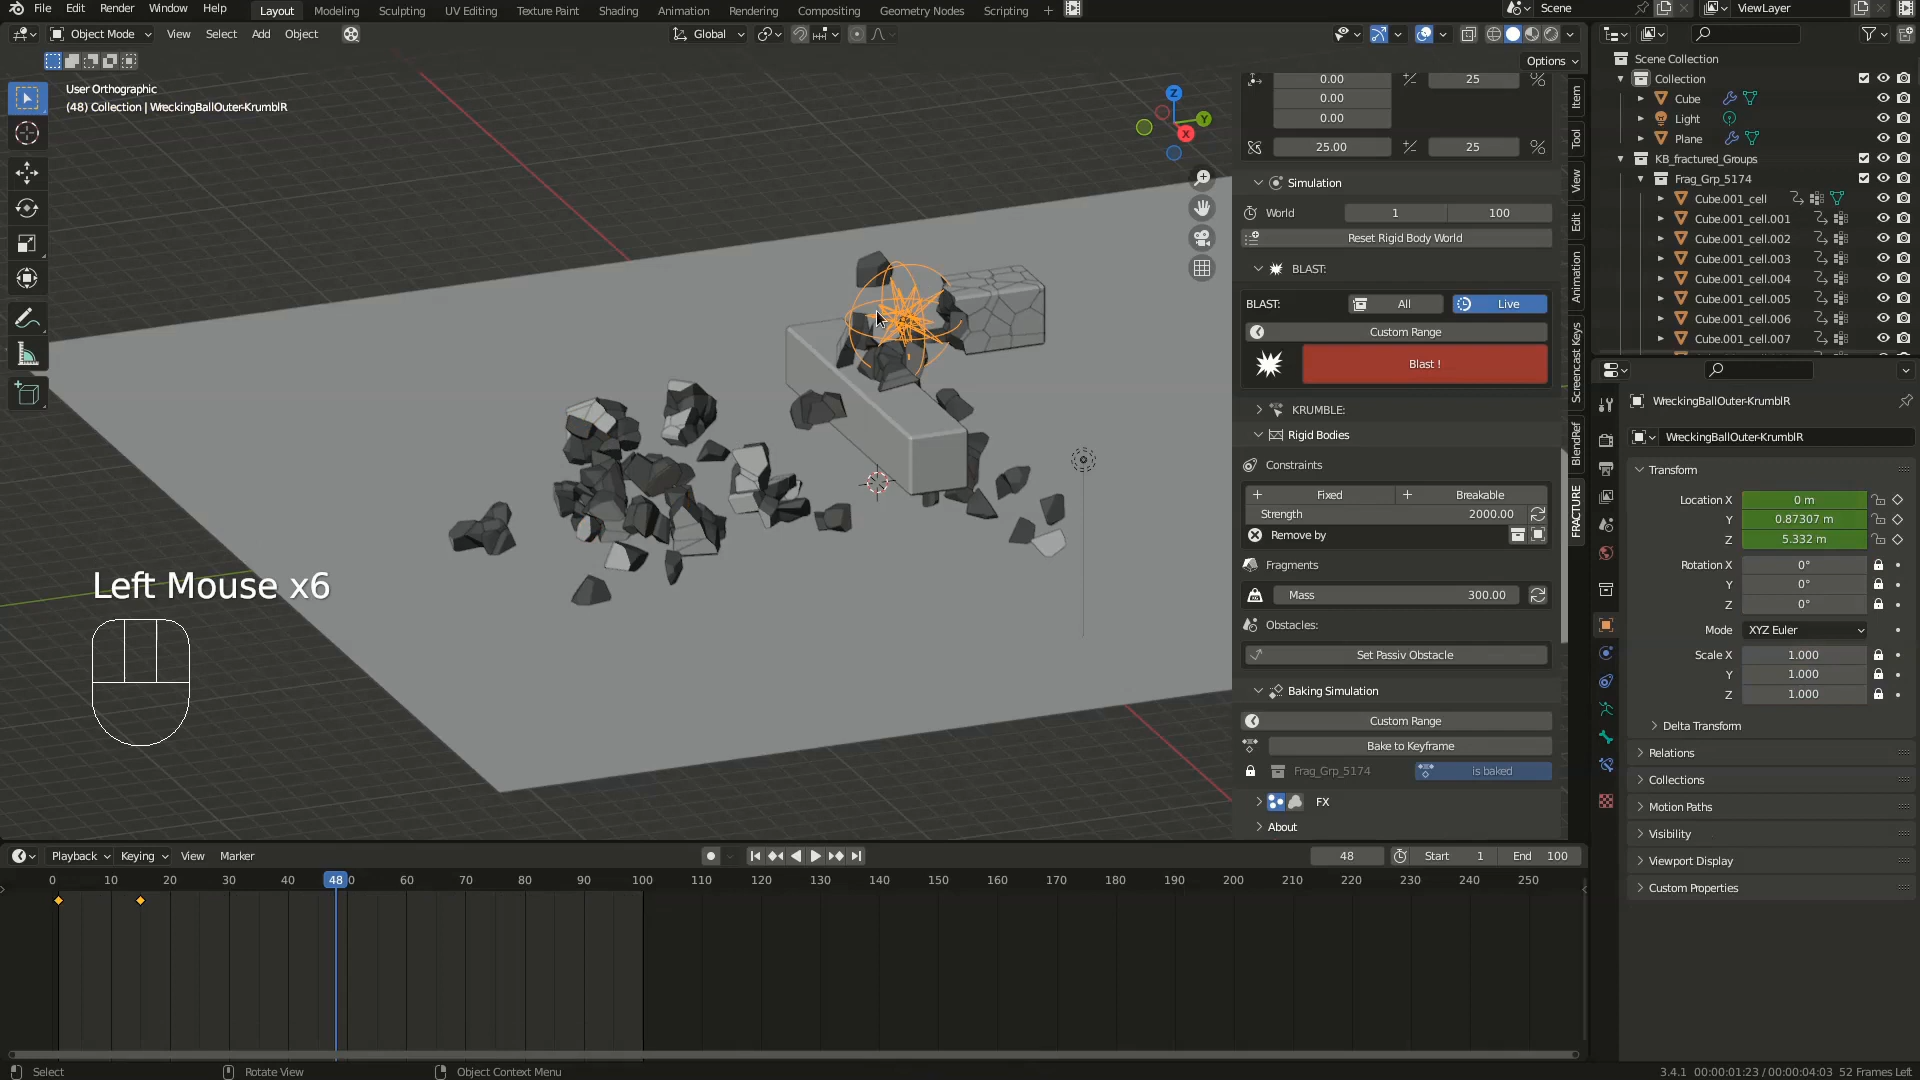 File Edit Render Window Help Layout Modeling Sculpting UV Editing Texture Paint Shading Animation Rendering Compositing Geometry Nodes Scripting + Scene ViewLayer
Object Mode View Select Add Object Global
Options
User Orthographic
(48) Collection | WreckingBallOuter-KrumblR
Z
Y
X
0.00 25 %
0.00
0.00
25.00 25 %
Simulation
World 1 100
Reset Rigid Body World
BLAST:
BLAST: All Live
Custom Range
Blast !
KRUMBLE:
Rigid Bodies
Constraints
+ Fixed + Breakable
Strength 2000.00
Remove by
Fragments
Mass 300.00
Obstacles:
Set Passiv Obstacle
Baking Simulation
Custom Range
Bake to Keyframe
Frag_Grp_5174 is baked
FX
About
Item
Tool
View
Edit
Animation
Screencast Keys
BlendRef
FRACTURE
Scene Collection
Collection
Cube
Light
Plane
KB_fractured_Groups
Frag_Grp_5174
Cube.001_cell
Cube.001_cell.001
Cube.001_cell.002
Cube.001_cell.003
Cube.001_cell.004
Cube.001_cell.005
Cube.001_cell.006
Cube.001_cell.007
WreckingBallOuter-KrumblR
WreckingBallOuter-KrumblR
Transform
Location X 0 m
Y 0.87307 m
Z 5.332 m
Rotation X 0°
Y 0°
Z 0°
Mode XYZ Euler
Scale X 1.000
Y 1.000
Z 1.000
Delta Transform
Relations
Collections
Motion Paths
Visibility
Viewport Display
Custom Properties
Left Mouse x6
Playback Keying View Marker 48 Start 1 End 100
0 10 20 30 40 48 0 60 70 80 90 100 110 120 130 140 150 160 170 180 190 200 210 220 230 240 250
Select Rotate View Object Context Menu 3.4.1 00:00:01:23 / 00:00:04:03 52 Frames Left